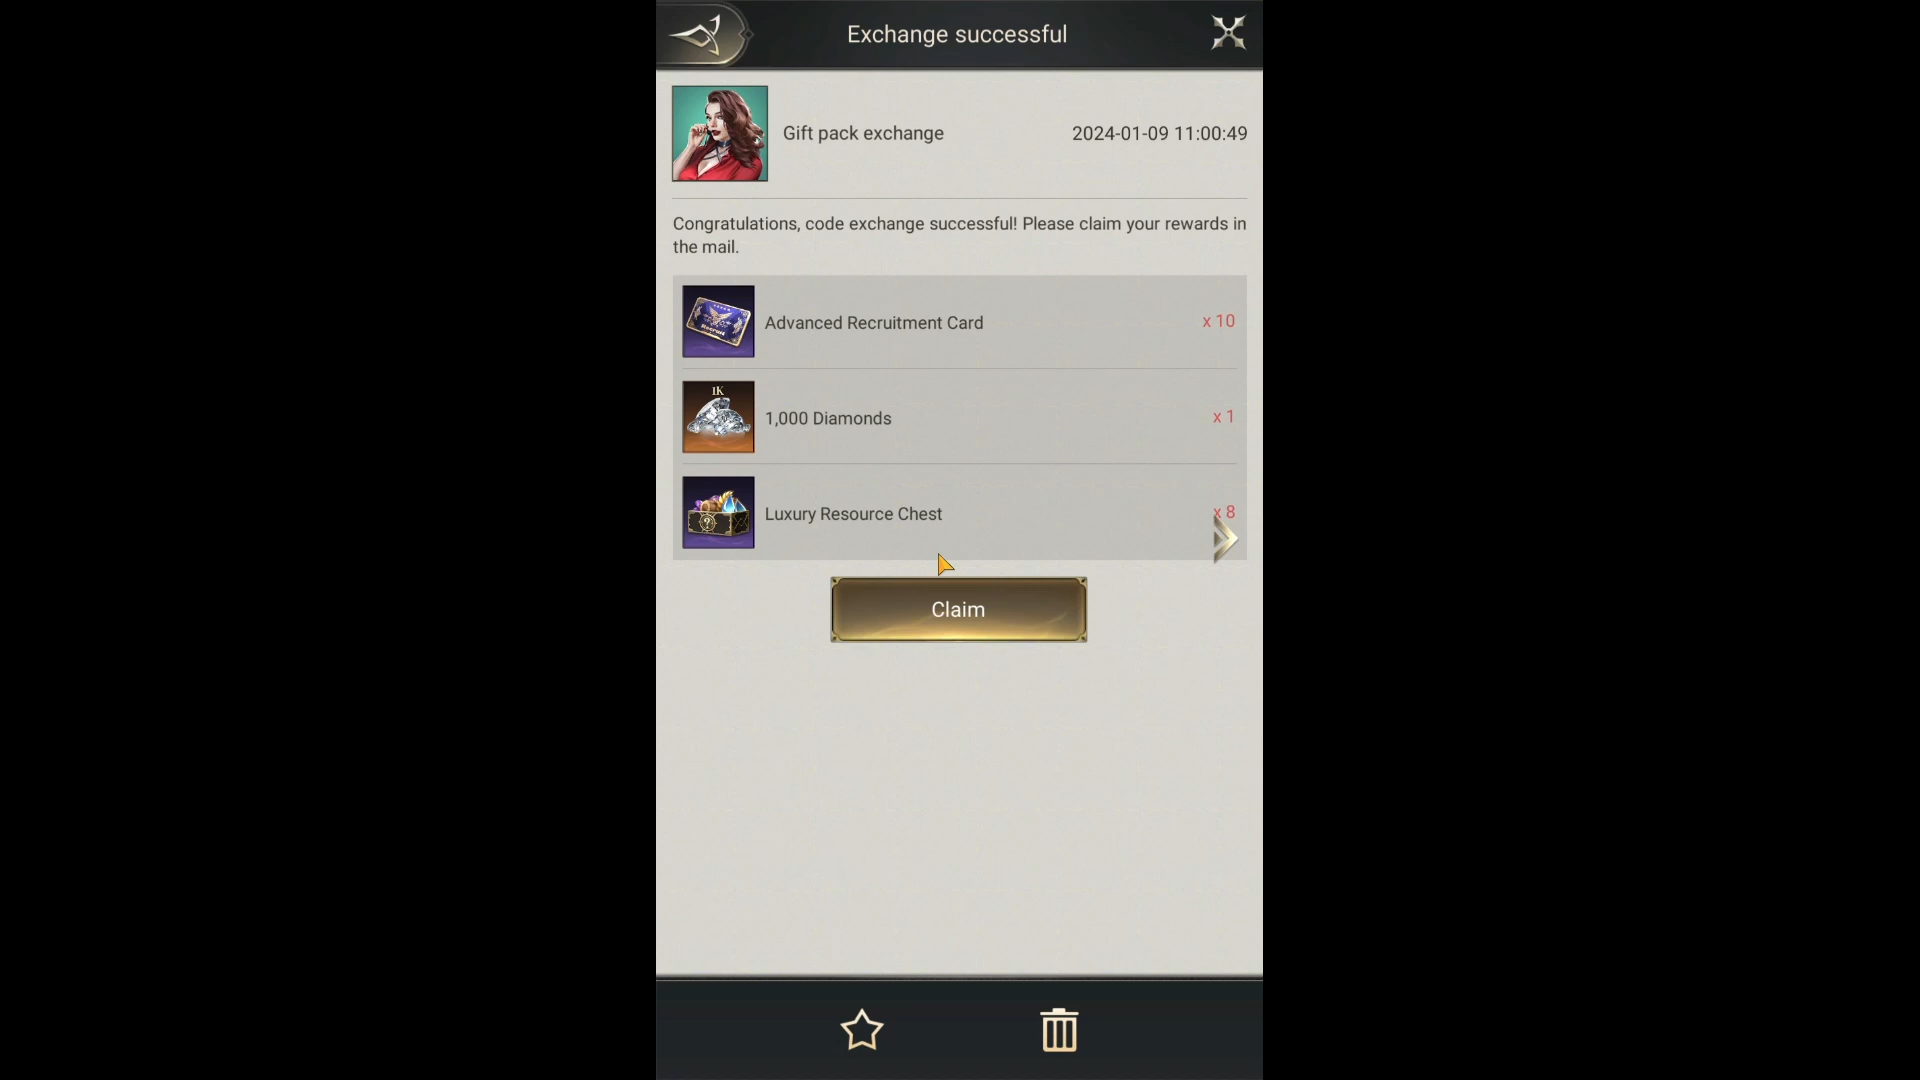 Exchange successful
Gift pack exchange
2024-01-09 11:00:49
Congratulations, code exchange successful! Please claim your rewards in
the mail.
Recruit
Advanced Recruitment Card
x 10
1K
1,000 Diamonds
x 1
?
Luxury Resource Chest
x 8
Claim